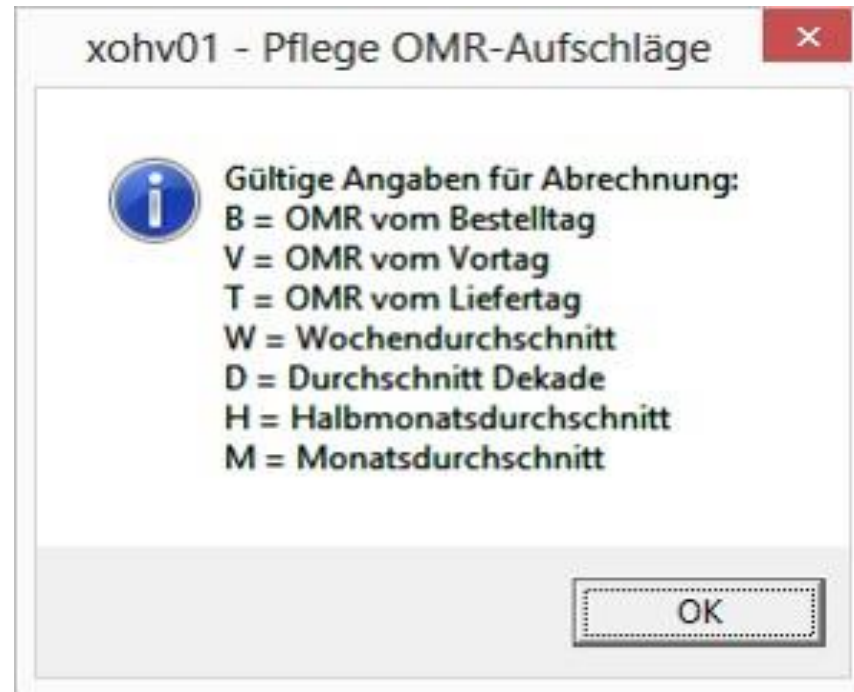 xohv01 - Pflege OMR-Aufschläge
Gültige Angaben für Abrechnung:
B = OMR vom Bestelltag
V = OMR vom Vortag
T = OMR vom Liefertag
W = Wochendurchschnitt
D = Durchschnitt Dekade
H = Halbmonatsdurchschnitt
M = Monatsdurchschnitt
OK